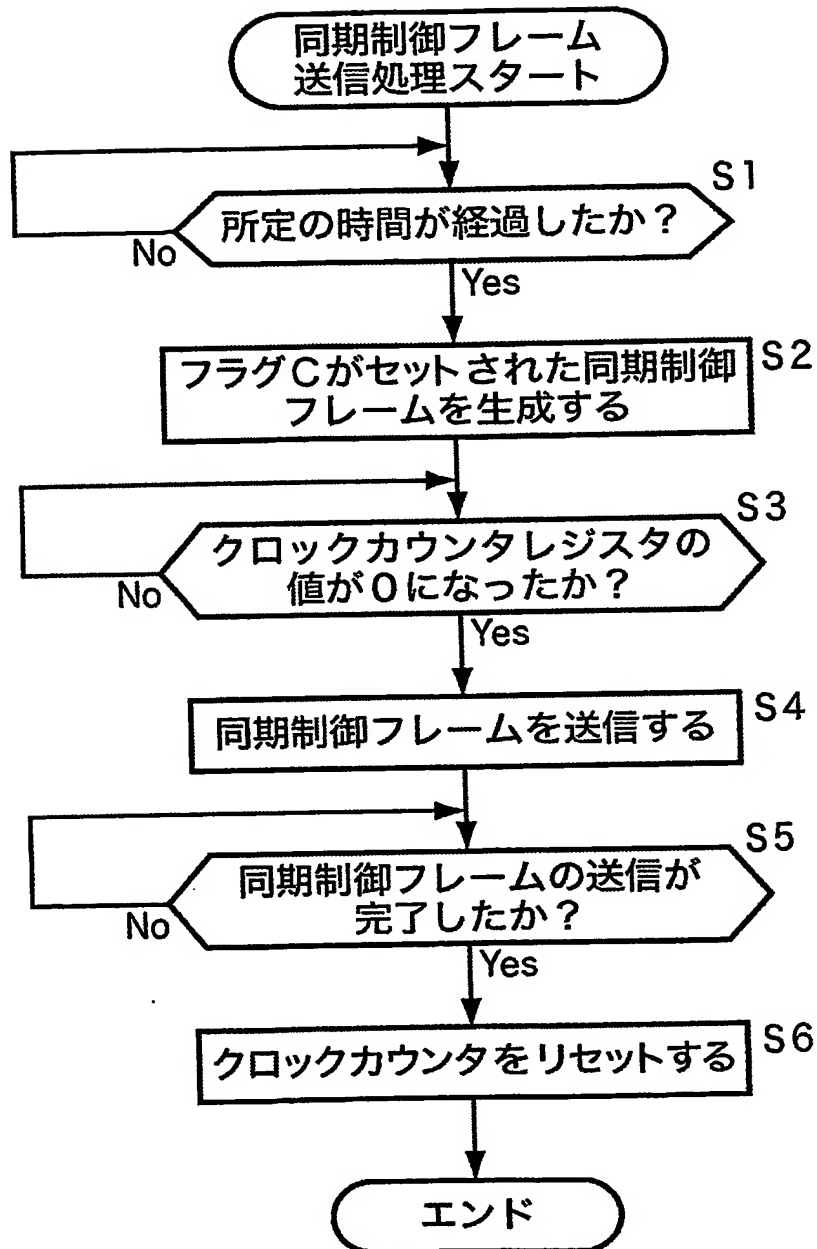 同期制御フレーム
送信処理スタート
S1
所定の時間が経過したか？
No
Yes
S2
フラグCがセットされた同期制御
フレームを生成する
S3
クロックカウンタレジスタの
値が０になったか？
No
Yes
S4
同期制御フレームを送信する
S5
同期制御フレームの送信が
完了したか？
No
Yes
S6
クロックカウンタをリセットする
エンド